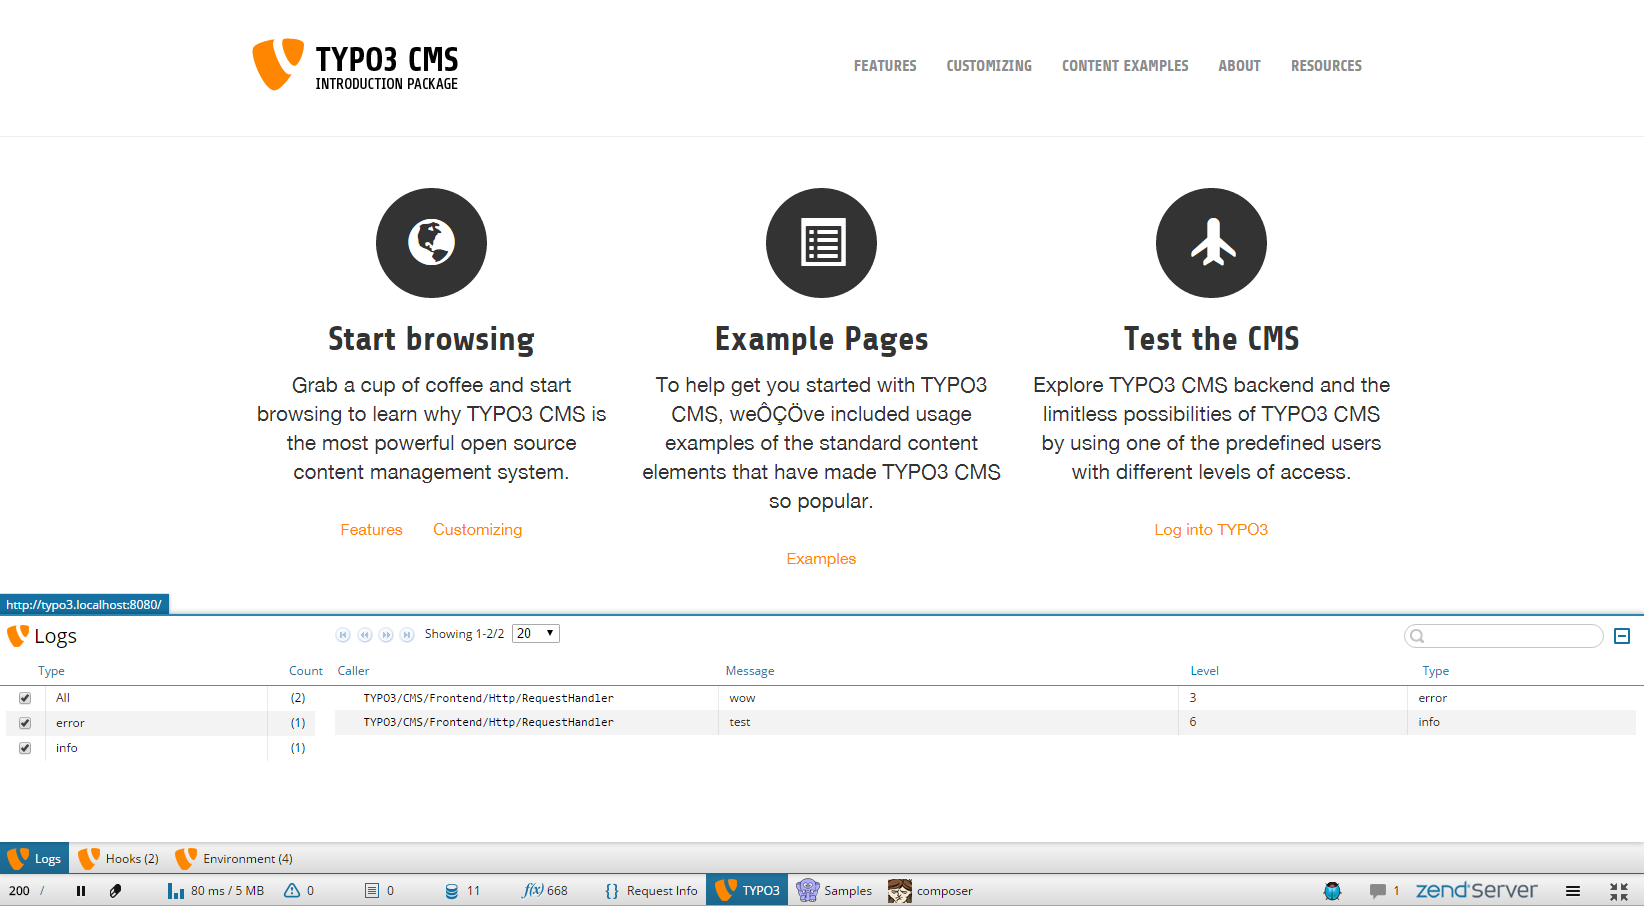 TYPO3 CMS
INTRODUCTION PACKAGE
FEATURES CUSTOMIZING CONTENT EXAMPLES ABOUT RESOURCES
Start browsing
Grab a cup of coffee and start
browsing to learn why TYPO3 CMS is
the most powerful open source
content management system.
Features Customizing
Example Pages
To help get you started with TYPO3
CMS, weÔÇÖve included usage
examples of the standard content
elements that have made TYPO3 CMS
so popular.
Examples
Test the CMS
Explore TYPO3 CMS backend and the
limitless possibilities of TYPO3 CMS
by using one of the predefined users
with different levels of access.
Log into TYPO3
http://typo3.localhost:8080/
Logs
Showing 1-2/2 20
Type Count
All (2)
error (1)
info (1)
Caller Message Level Type
TYPO3/CMS/Frontend/Http/RequestHandler wow 3 error
TYPO3/CMS/Frontend/Http/RequestHandler test 6 info
Logs Hooks (2) Environment (4)
200 / 80 ms / 5 MB 0 0 11 f(x) 668 {} Request Info TYPO3 Samples composer 1 zend Server